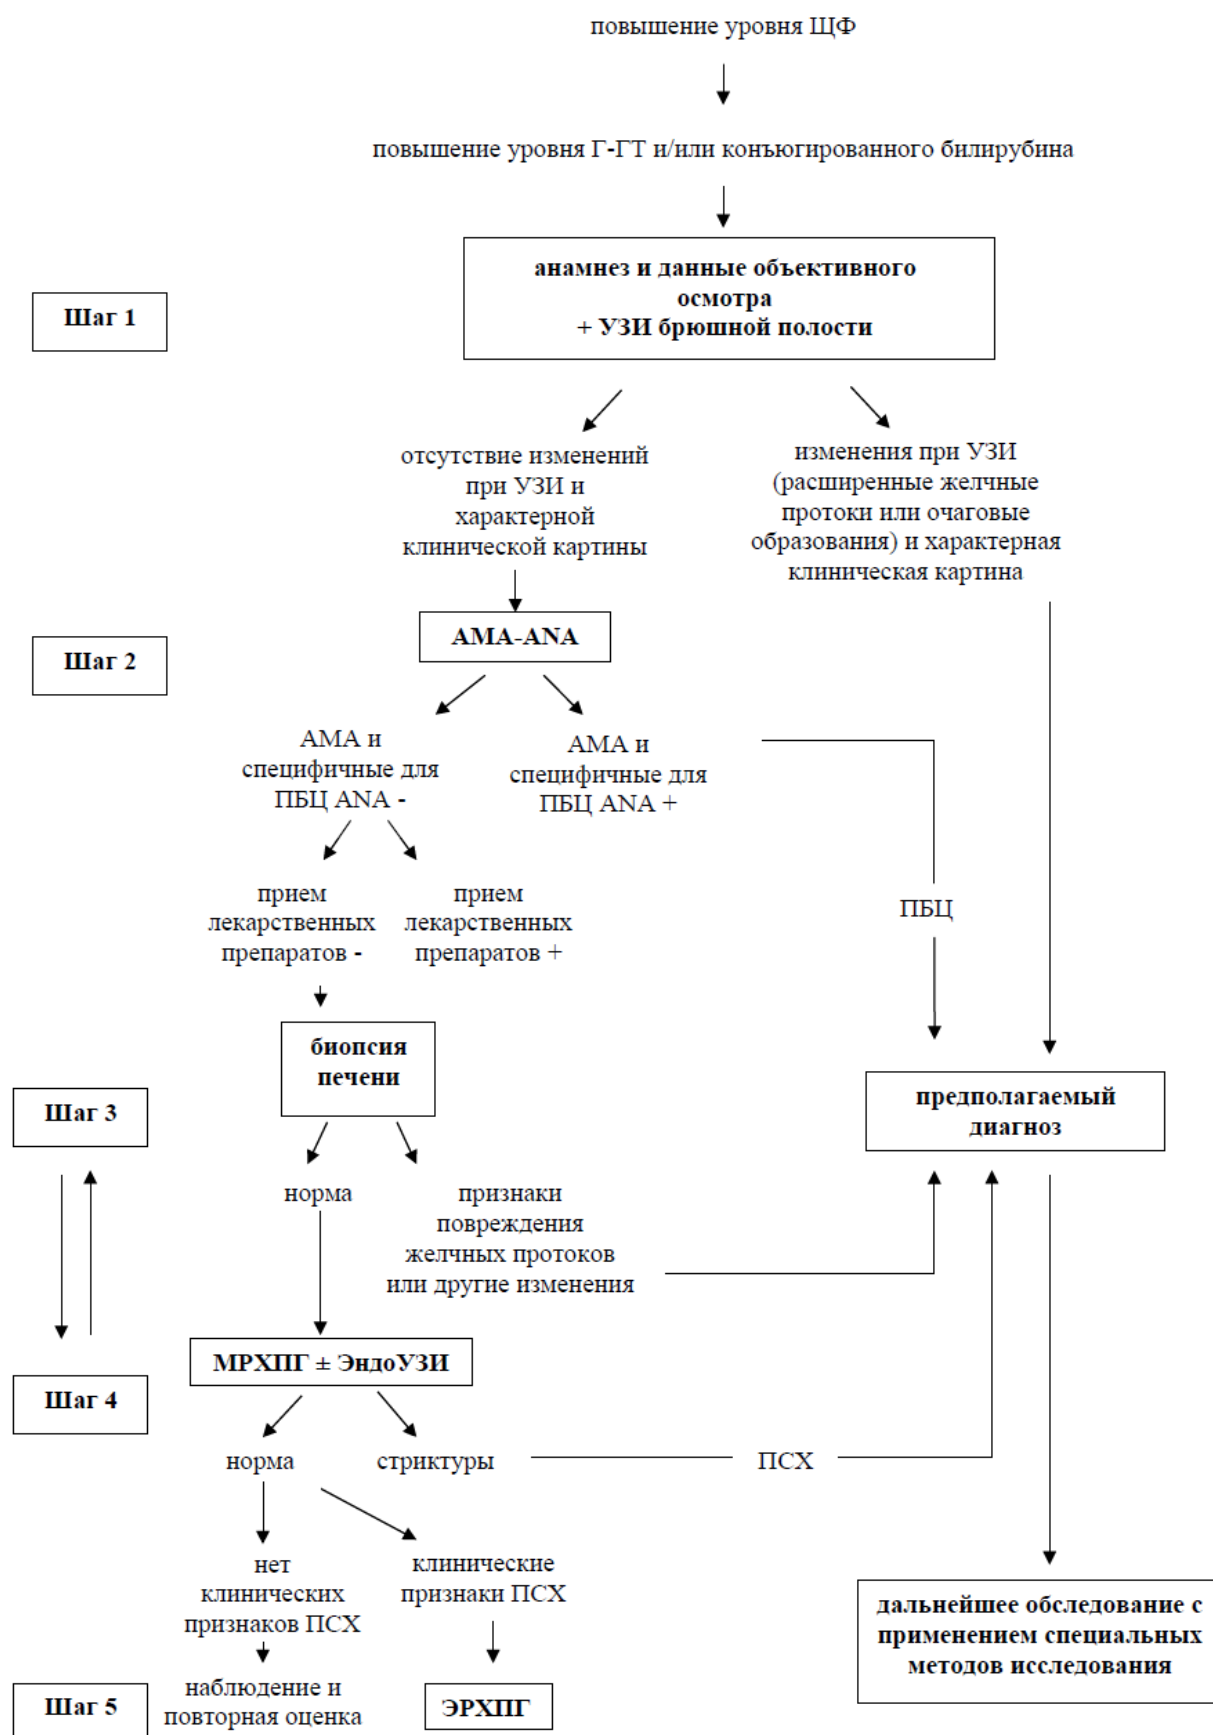 повышение уровня ЩФ
повышение уровня Г-ГТ и/или конъюгированного билирубина
Шаг 1
анамнез и данные объективного
осмотра
+ УЗИ брюшной полости
отсутствие изменений
при УЗИ и
характерной
клинической картины
изменения при УЗИ
(расширенные желчные
протоки или очаговые
образования) и характерная
клиническая картина
Шаг 2
AMA-ANA
АМА и
специфичные для
ПБЦ ANA -
АМА и
специфичные для
ПБЦ ANA +
ПБЦ
прием
лекарственных
препаратов -
прием
лекарственных
препаратов +
Шаг 3
биопсия
печени
предполагаемый
диагноз
норма
признаки
повреждения
желчных протоков
или другие изменения
Шаг 4
МРХПГ ± ЭндоУЗИ
норма
стриктуры
ПСХ
нет
клинических
признаков ПСХ
клинические
признаки ПСХ
дальнейшее обследование с
применением специальных
методов исследования
Шаг 5
наблюдение и
повторная оценка
ЭРХПГ